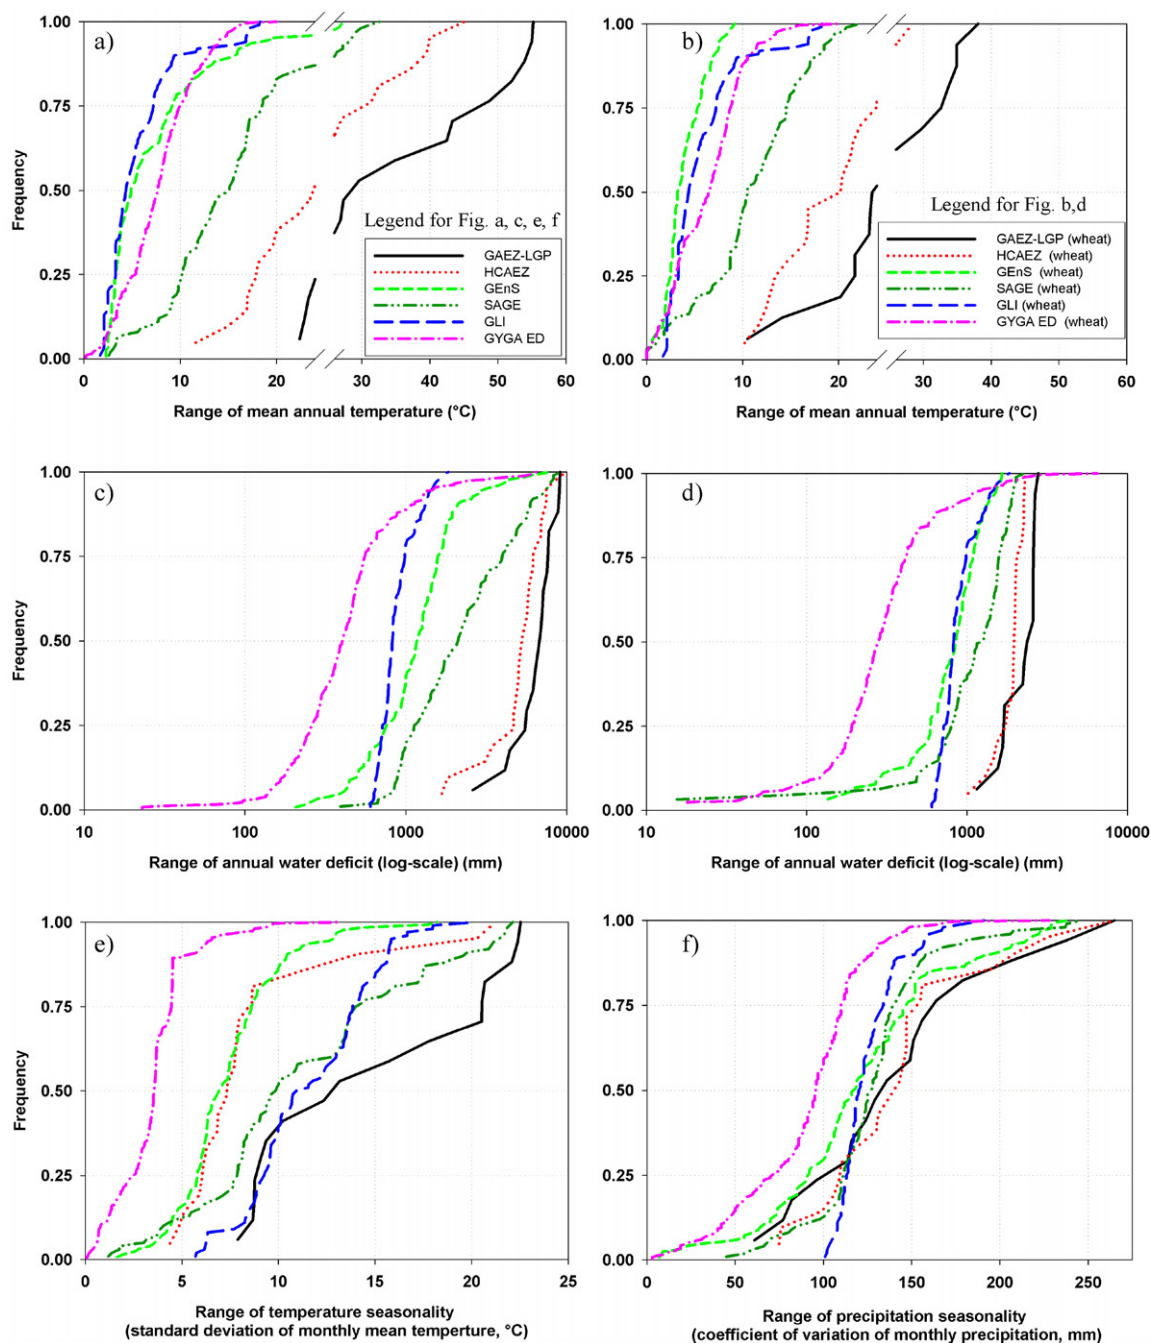 a)
1.00
0.75
0.50
0.25
0.00
Frequency
0 10 20 30 40 50 60
Range of mean annual temperature (°C)
Legend for Fig. a, c, e, f
GAEZ-LGP
HCAEZ
GEnS
SAGE
GLI
GYGA ED
b)
1.00
0.75
0.50
0.25
0.00
0 10 20 30 40 50 60
Range of mean annual temperature (°C)
Legend for Fig. b,d
GAEZ-LGP (wheat)
HCAEZ (wheat)
GEnS (wheat)
SAGE (wheat)
GLI (wheat)
GYGA ED (wheat)
c)
1.00
0.75
0.50
0.25
0.00
Frequency
10 100 1000 10000
Range of annual water deficit (log-scale) (mm)
d)
1.00
0.75
0.50
0.25
0.00
10 100 1000 10000
Range of annual water deficit (log-scale) (mm)
e)
1.00
0.75
0.50
0.25
0.00
Frequency
0 5 10 15 20 25
Range of temperature seasonality
(standard deviation of monthly mean temperture, °C)
f)
1.00
0.75
0.50
0.25
0.00
0 50 100 150 200 250
Range of precipitation seasonality
(coefficient of variation of monthly precipitation, mm)